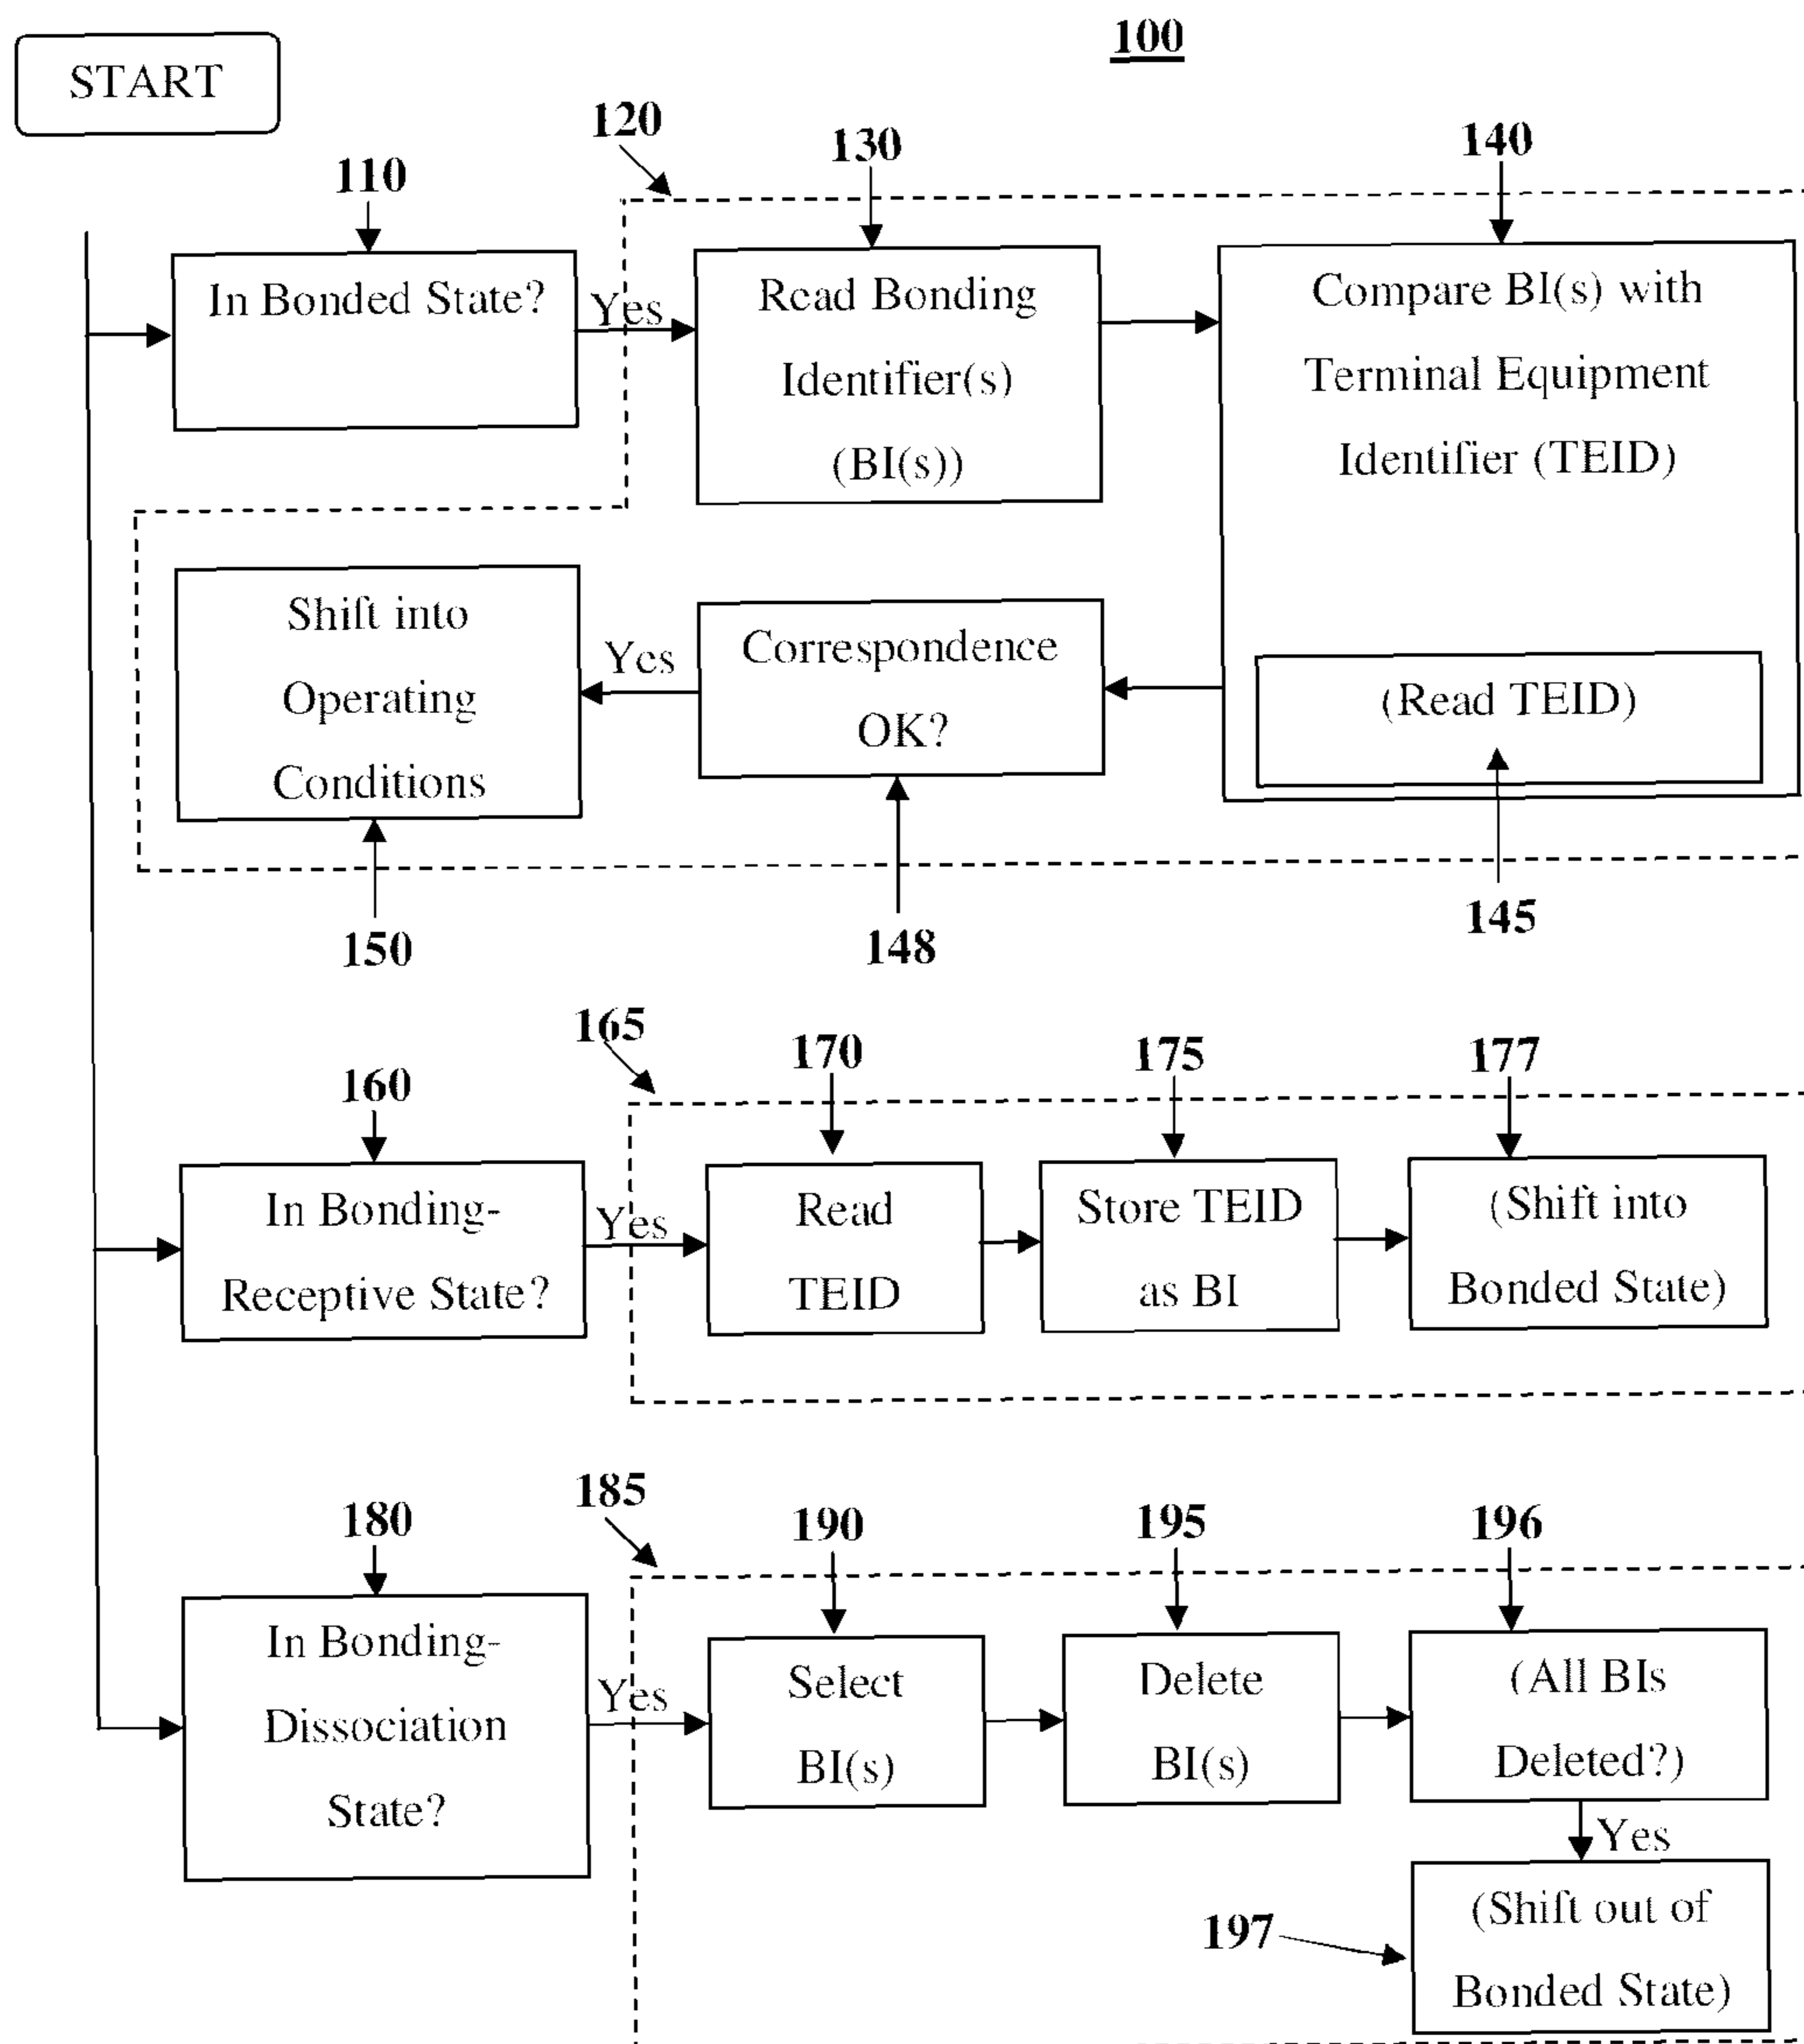 100
START
120
130
140
110
In Bonded State?
Yes
Read Bonding
Identifier(s)
(BI(s))
Compare BI(s) with
Terminal Equipment
Identifier (TEID)
(Read TEID)
145
Correspondence
OK?
148
Yes
Shift into
Operating
Conditions
150
165
170
175
177
160
In Bonding-
Receptive State?
Yes
Read
TEID
Store TEID
as BI
(Shift into
Bonded State)
185
190
195
196
180
In Bonding-
Dissociation
State?
Yes
Select
BI(s)
Delete
BI(s)
(All BIs
Deleted?)
Yes
197
(Shift out of
Bonded State)